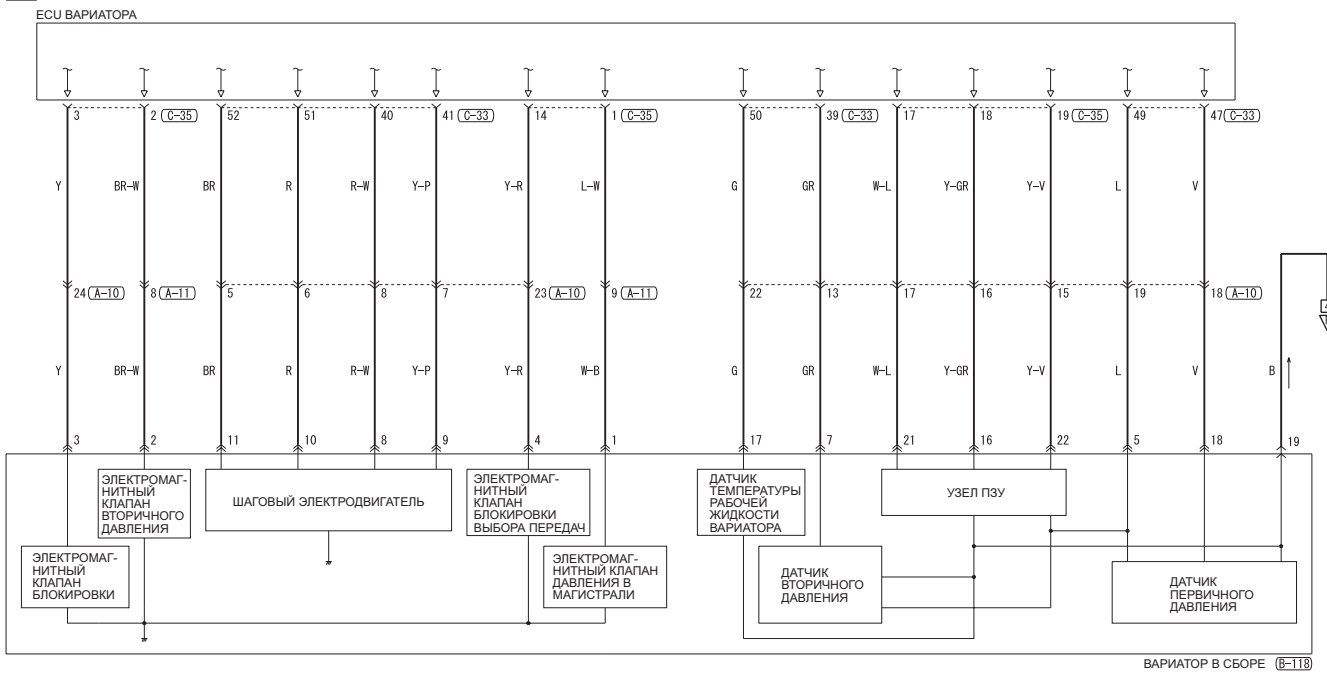 ECU ВАРИАТОРА
3 2 (C-35) 52 51 40 41 (C-33) 14 1 (C-35) 50 39 (C-33) 17 18 19 (C-35) 49 47 (C-33)
Y BR-W BR R R-W Y-P Y-R L-W G GR W-L Y-GR Y-V L V
24 (A-10) 8 (A-11) 5 6 8 7 23 (A-10) 9 (A-11) 22 13 17 16 15 19 18 (A-10)
Y BR-W BR R R-W Y-P Y-R W-B G GR W-L Y-GR Y-V L V B
3 2 11 10 8 9 4 1 17 7 21 16 22 5 18 19
ЭЛЕКТРОМАГ-
НИТНЫЙ
КЛАПАН
ВТОРИЧНОГО
ДАВЛЕНИЯ
ШАГОВЫЙ ЭЛЕКТРОДВИГАТЕЛЬ
ЭЛЕКТРОМАГ-
НИТНЫЙ
КЛАПАН
БЛОКИРОВКИ
ВЫБОРА ПЕРЕДАЧ
ДАТЧИК
ТЕМПЕРАТУРЫ
РАБОЧЕЙ
ЖИДКОСТИ
ВАРИАТОРА
УЗЕЛ ПЗУ
ЭЛЕКТРОМАГ-
НИТНЫЙ
КЛАПАН
БЛОКИРОВКИ
ЭЛЕКТРОМАГ-
НИТНЫЙ КЛАПАН
ДАВЛЕНИЯ В
МАГИСТРАЛИ
ДАТЧИК
ВТОРИЧНОГО
ДАВЛЕНИЯ
ДАТЧИК
ПЕРВИЧНОГО
ДАВЛЕНИЯ
ВАРИАТОР В СБОРЕ (B-118)